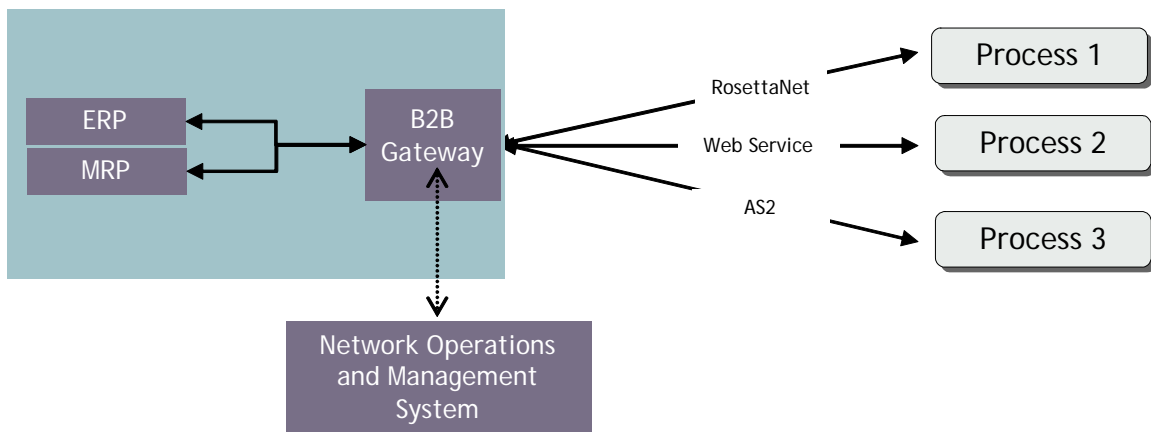 ERP
MRP
B2B
Gateway
RosettaNet
Web Service
AS2
Process 1
Process 2
Process 3
Network Operations
and Management
System